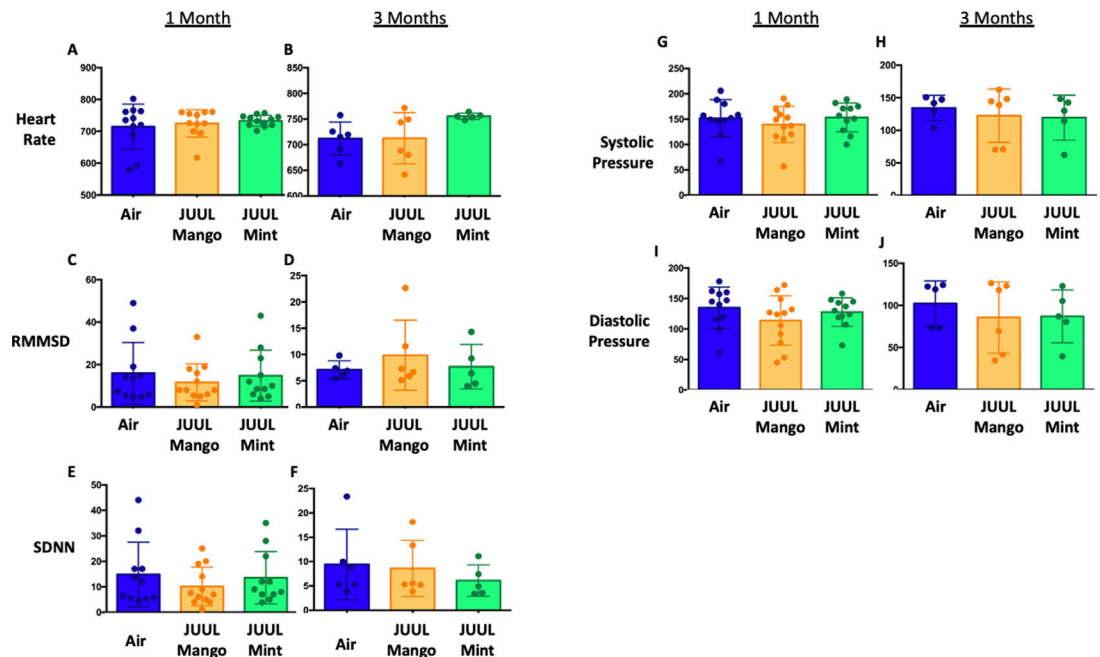 1 Month
3 Months
A
B
Heart
Rate
900
800
700
600
500
850
800
750
700
650
600
Air
JUUL
Mango
JUUL
Mint
Air
JUUL
Mango
JUUL
Mint
C
D
RMMSD
60
40
20
0
25
20
15
10
5
0
Air
JUUL
Mango
JUUL
Mint
Air
JUUL
Mango
JUUL
Mint
E
F
SDNN
50
40
30
20
10
0
25
20
15
10
5
0
Air
JUUL
Mango
JUUL
Mint
Air
JUUL
Mango
JUUL
Mint
1 Month
3 Months
G
H
Systolic
Pressure
250
200
150
100
50
0
150
100
50
0
Air
JUUL
Mango
JUUL
Mint
Air
JUUL
Mango
JUUL
Mint
I
J
Diastolic
Pressure
200
150
100
50
0
150
100
50
0
Air
JUUL
Mango
JUUL
Mint
Air
JUUL
Mango
JUUL
Mint